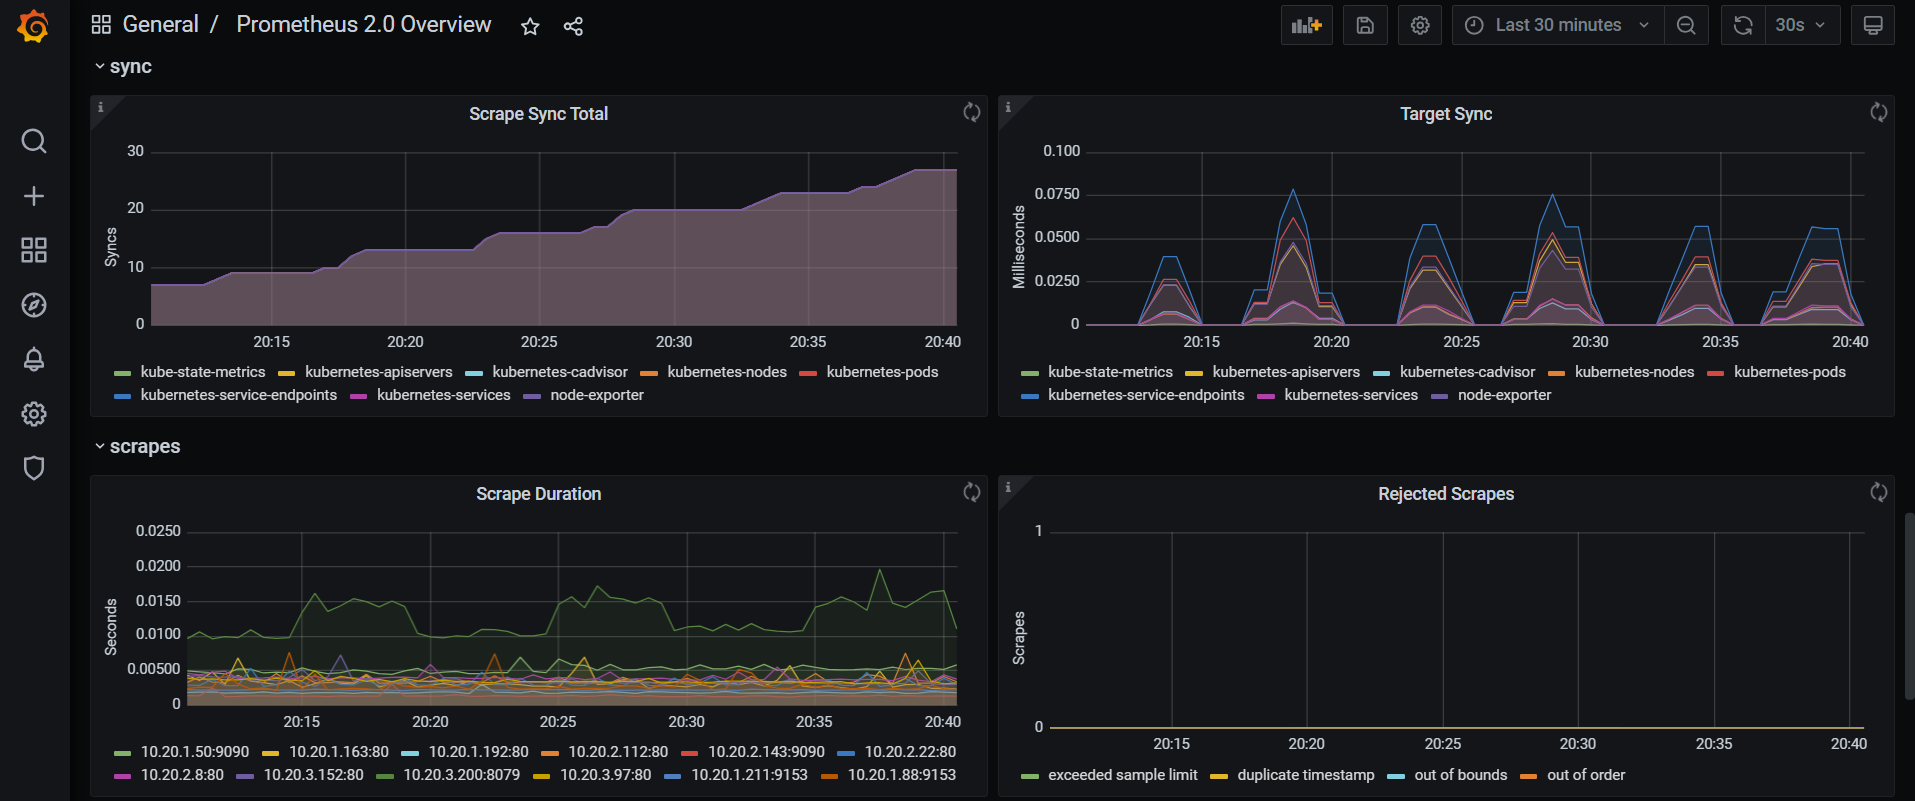 General / Prometheus 2.0 Overview
Last 30 minutes
30s
sync
Scrape Sync Total
30
20
10
0
Syncs
20:15 20:20 20:25 20:30 20:35 20:40
kube-state-metrics kubernetes-apiservers kubernetes-cadvisor kubernetes-nodes kubernetes-pods
kubernetes-service-endpoints kubernetes-services node-exporter
Target Sync
0.100
0.0750
0.0500
0.0250
0
Milliseconds
20:15 20:20 20:25 20:30 20:35 20:40
kube-state-metrics kubernetes-apiservers kubernetes-cadvisor kubernetes-nodes kubernetes-pods
kubernetes-service-endpoints kubernetes-services node-exporter
scrapes
Scrape Duration
0.0250
0.0200
0.0150
0.0100
0.00500
0
Seconds
20:15 20:20 20:25 20:30 20:35 20:40
10.20.1.50:9090 10.20.1.163:80 10.20.1.192:80 10.20.2.112:80 10.20.2.143:9090 10.20.2.22:80
10.20.2.8:80 10.20.3.152:80 10.20.3.200:8079 10.20.3.97:80 10.20.1.211:9153 10.20.1.88:9153
Rejected Scrapes
1
0
Scrapes
20:15 20:20 20:25 20:30 20:35 20:40
exceeded sample limit duplicate timestamp out of bounds out of order